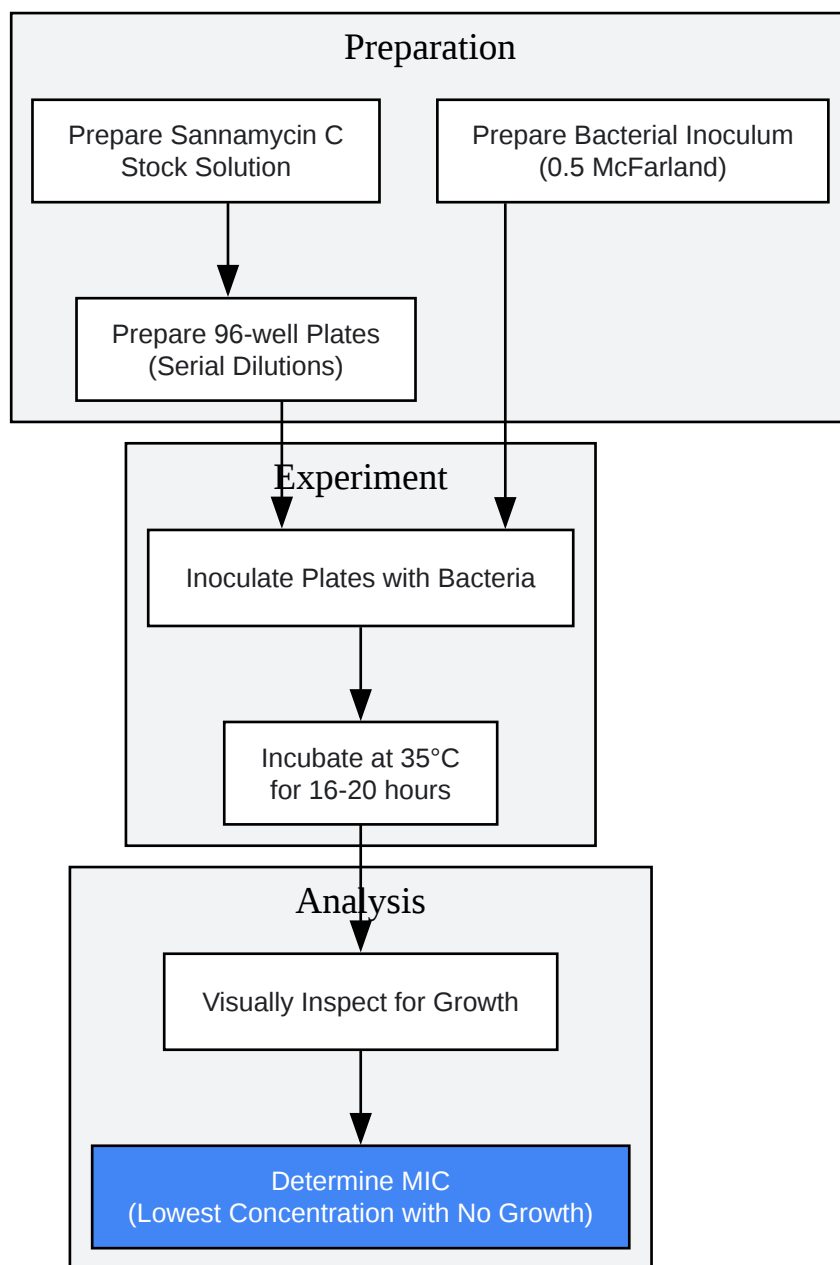 Preparation
Prepare Sannamycin C
Stock Solution
Prepare Bacterial Inoculum
(0.5 McFarland)
Prepare 96-well Plates
(Serial Dilutions)
Experiment
Inoculate Plates with Bacteria
Incubate at 35°C
for 16-20 hours
Analysis
Visually Inspect for Growth
Determine MIC
(Lowest Concentration with No Growth)